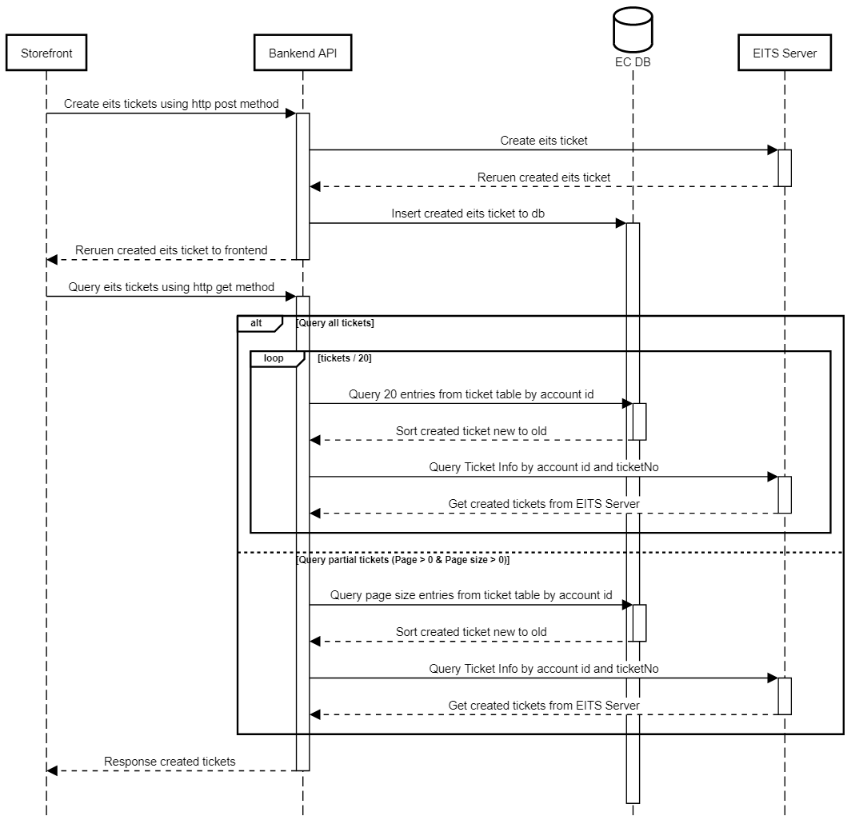 Storefront
Bankend API
EC DB
EITS Server
Create eits tickets using http post method
Create eits ticket
Reruen created eits ticket
Insert created eits ticket to db
Reruen created eits ticket to frontend
Query eits tickets using http get method
alt
[Query all tickets]
loop
[tickets / 20]
Query 20 entries from ticket table by account id
Sort created ticket new to old
Query Ticket Info by account id and ticketNo
Get created tickets from EITS Server
[Query partial tickets (Page > 0 & Page size > 0)]
Query page size entries from ticket table by account id
Sort created ticket new to old
Query Ticket Info by account id and ticketNo
Get created tickets from EITS Server
Response created tickets